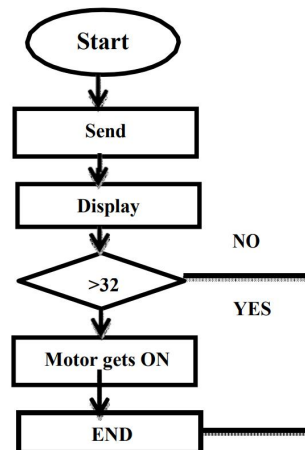 Start
Send
Display
NO
>32
YES
Motor gets ON
END